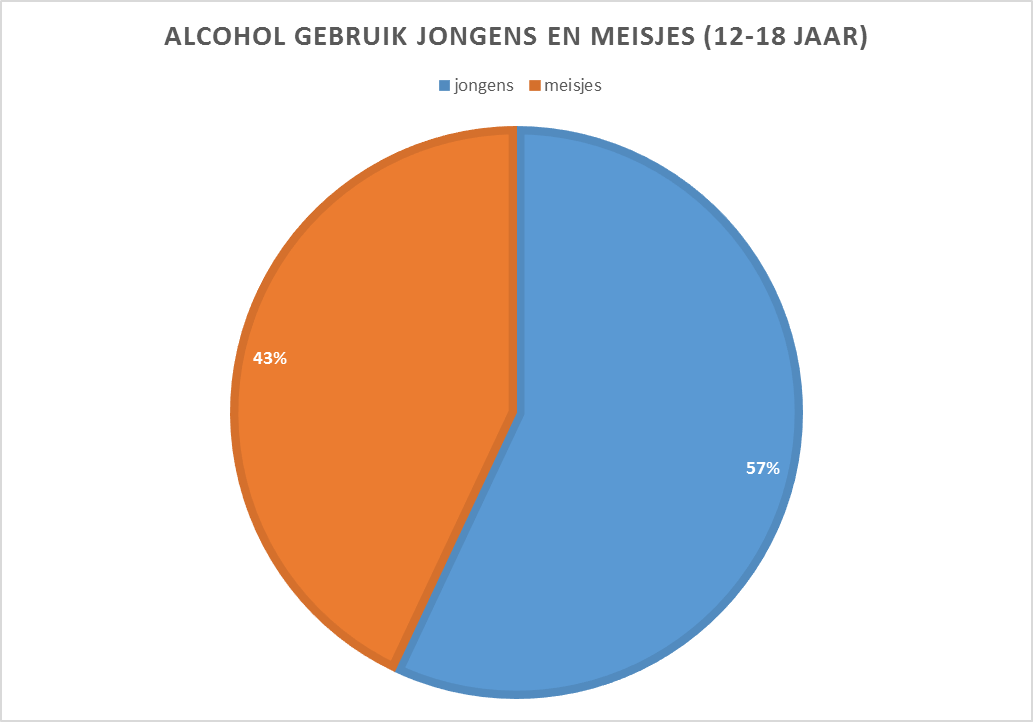 ALCOHOL GEBRUIK JONGENS EN MEISJES (12-18 JAAR)
jongens meisjes
43%
57%